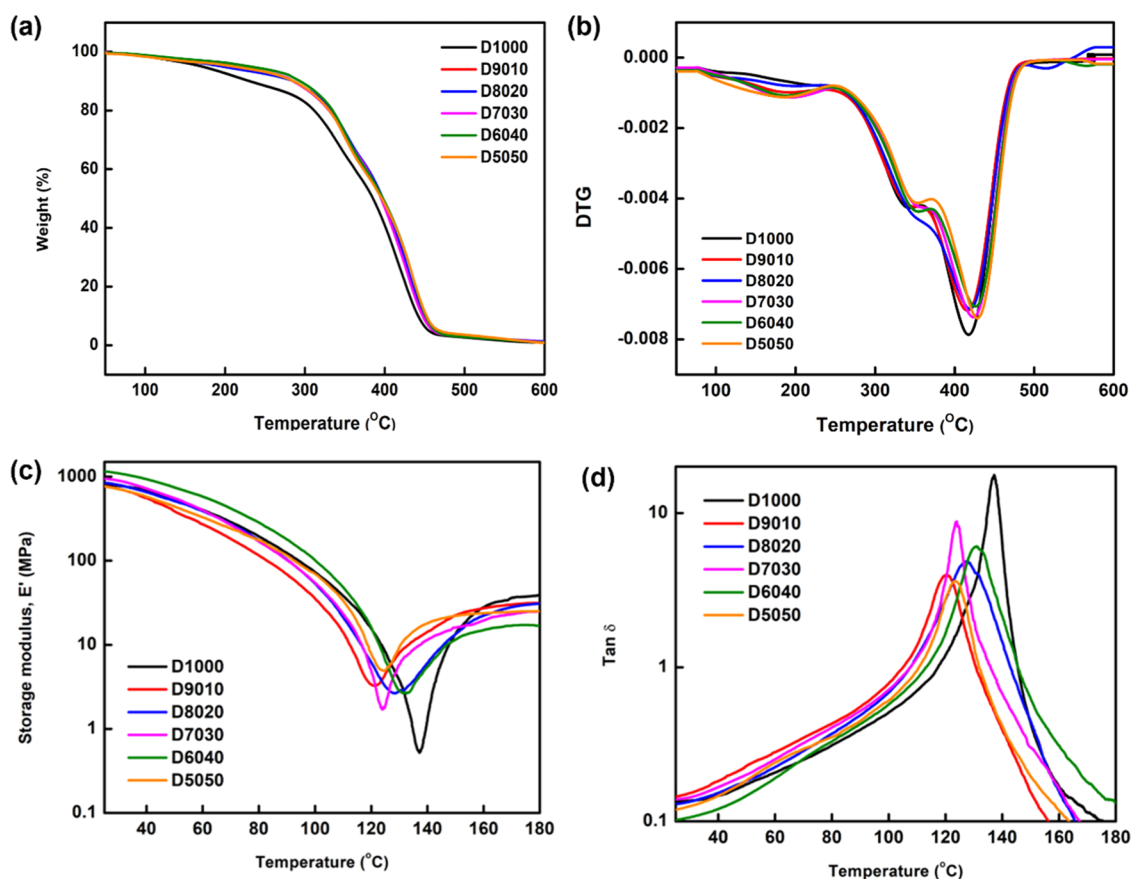 (a)
Weight (%)
100
80
60
40
20
0
D1000
D9010
D8020
D7030
D6040
D5050
100
200
300
400
500
600
Temperature (°C)
(b)
DTG
0.000
-0.002
-0.004
-0.006
-0.008
D1000
D9010
D8020
D7030
D6040
D5050
100
200
300
400
500
600
Temperature (°C)
(c)
Storage modulus, E' (MPa)
1000
100
10
1
0.1
D1000
D9010
D8020
D7030
D6040
D5050
40
60
80
100
120
140
160
180
Temperature (°C)
(d)
Tan δ
10
1
0.1
D1000
D9010
D8020
D7030
D6040
D5050
40
60
80
100
120
140
160
180
Temperature (°C)